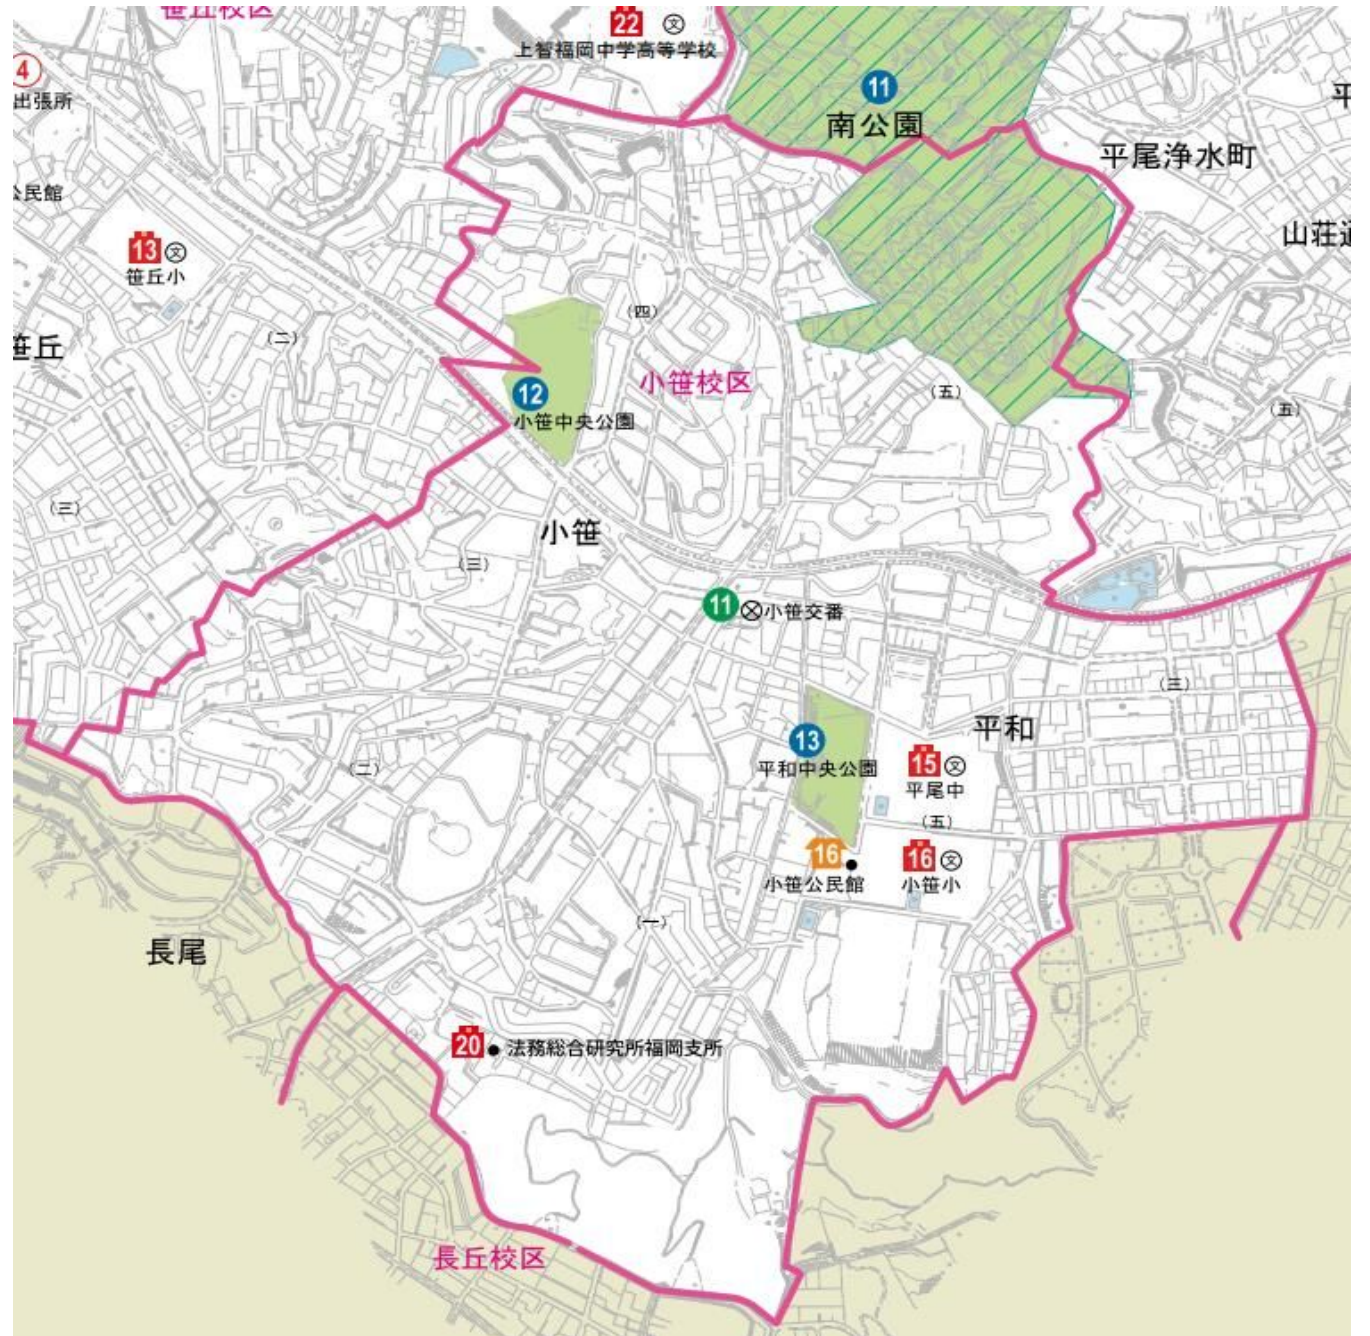 笹丘校区
22
上智福岡中学高等学校
4
出張所
11
南公園
平尾浄水町
公民館
13
笹丘小
(二)
(四)
笹丘
12
小笹中央公園
小笹校区
(五)
(五)
(三)
小笹
(三)
11
小笹交番
(三)
平和
13
平和中央公園
15
平尾中
(二)
(五)
16
小笹公民館
16
小笹小
(一)
長尾
20
法務総合研究所福岡支所
長丘校区